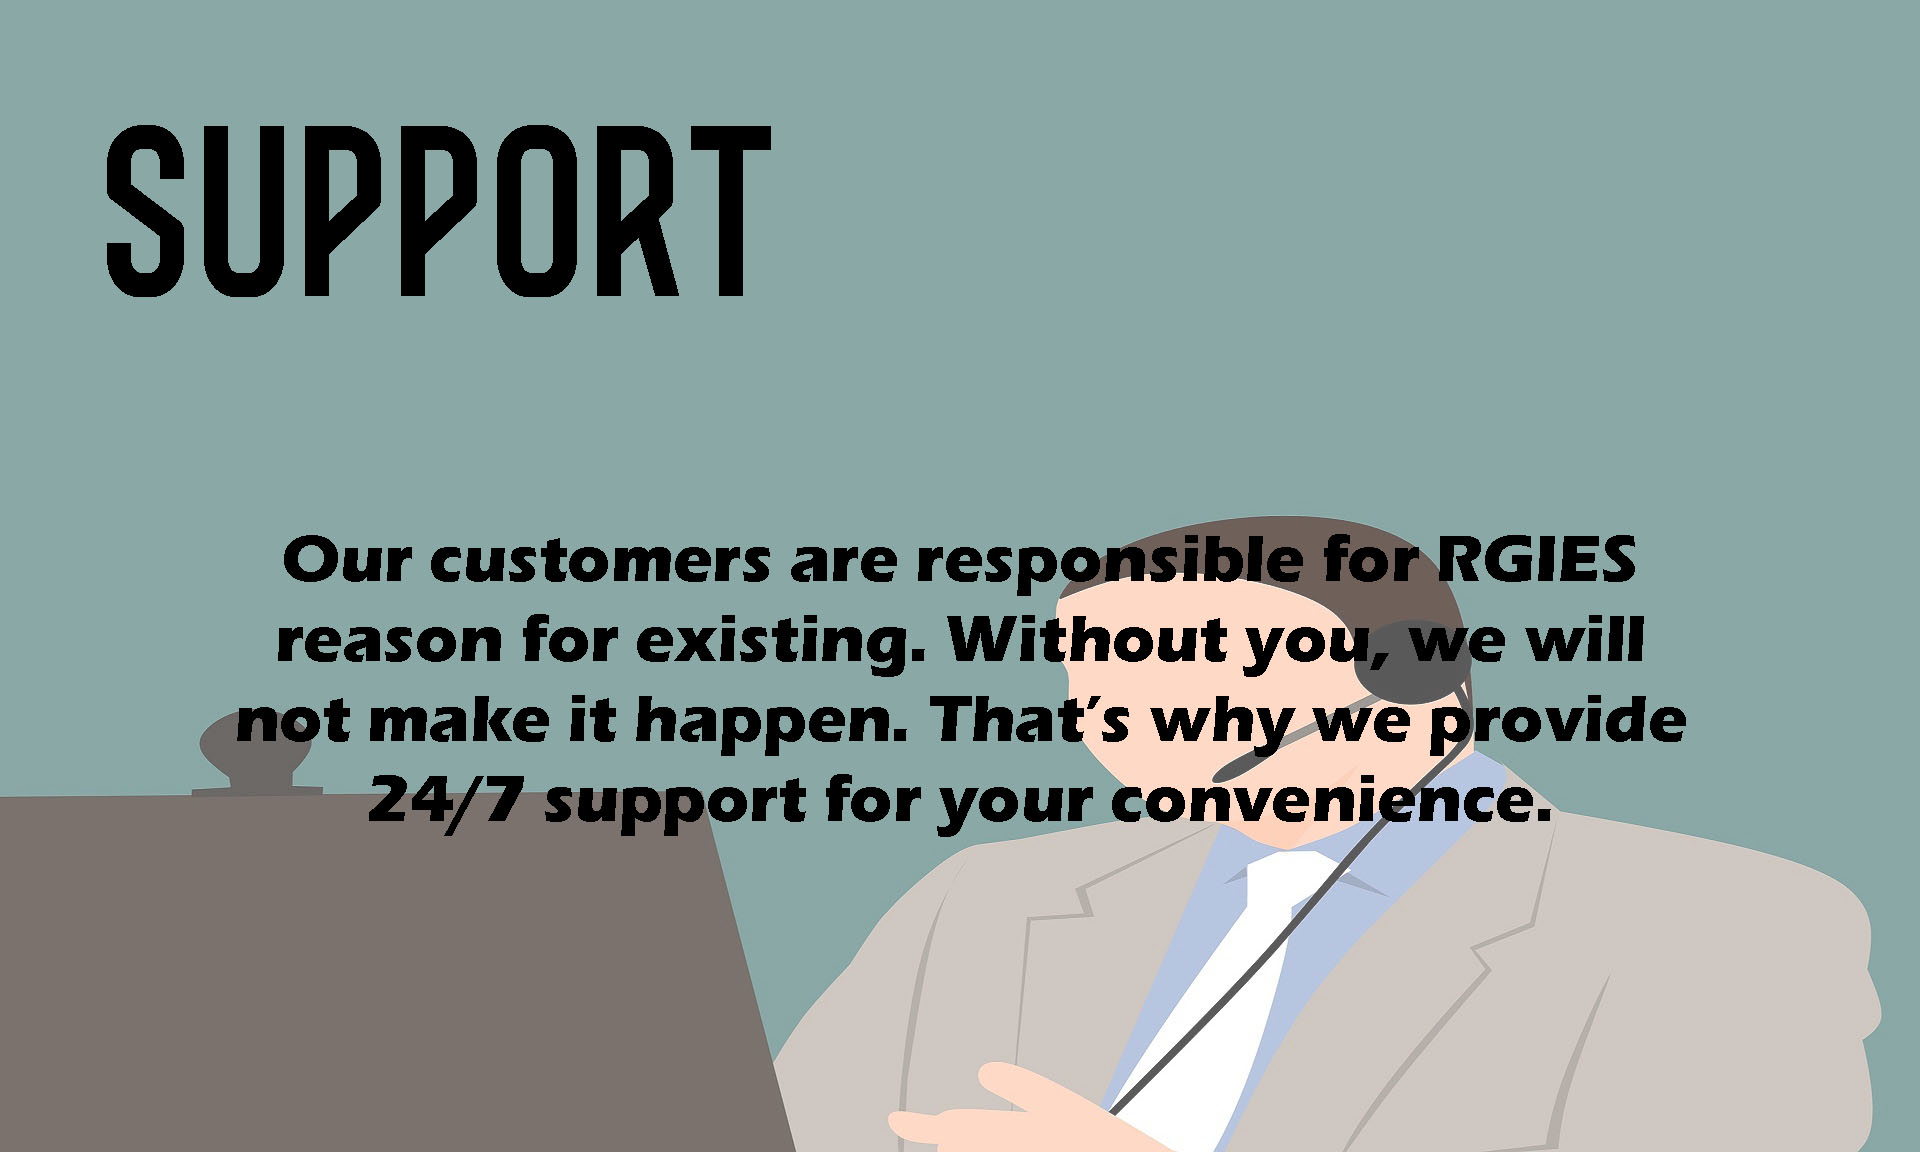 SUPPORT
Our customers are responsible for RGIES
reason for existing. Without you, we will
not make it happen. That's why we provide
24/7 support for your convenience.